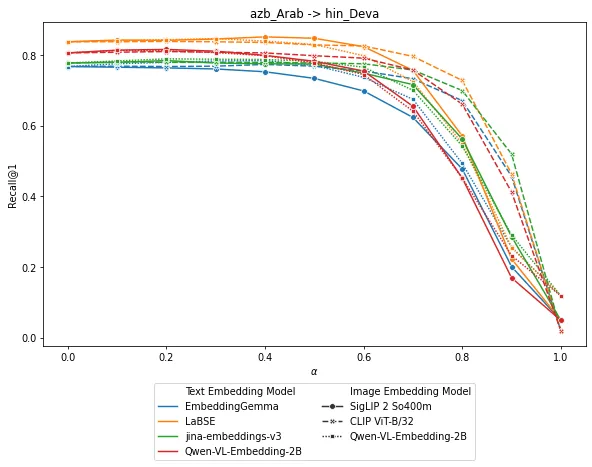 azb_Arab -> hin_Deva
Recall@1
0.8
0.6
0.4
0.2
0.0
0.0 0.2 0.4 0.6 0.8 1.0
α
Text Embedding Model
EmbeddingGemma
LaBSE
jina-embeddings-v3
Qwen-VL-Embedding-2B
Image Embedding Model
SigLIP 2 So400m
CLIP ViT-B/32
Qwen-VL-Embedding-2B